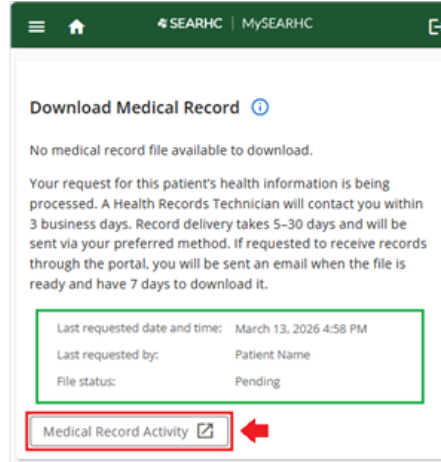 SEARHC | MySEARHC
Download Medical Record
No medical record file available to download.
Your request for this patient's health information is being
processed. A Health Records Technician will contact you within
3 business days. Record delivery takes 5–30 days and will be
sent via your preferred method. If requested to receive records
through the portal, you will be sent an email when the file is
ready and have 7 days to download it.
Last requested date and time: March 13, 2026 4:58 PM
Last requested by: Patient Name
File status: Pending
Medical Record Activity